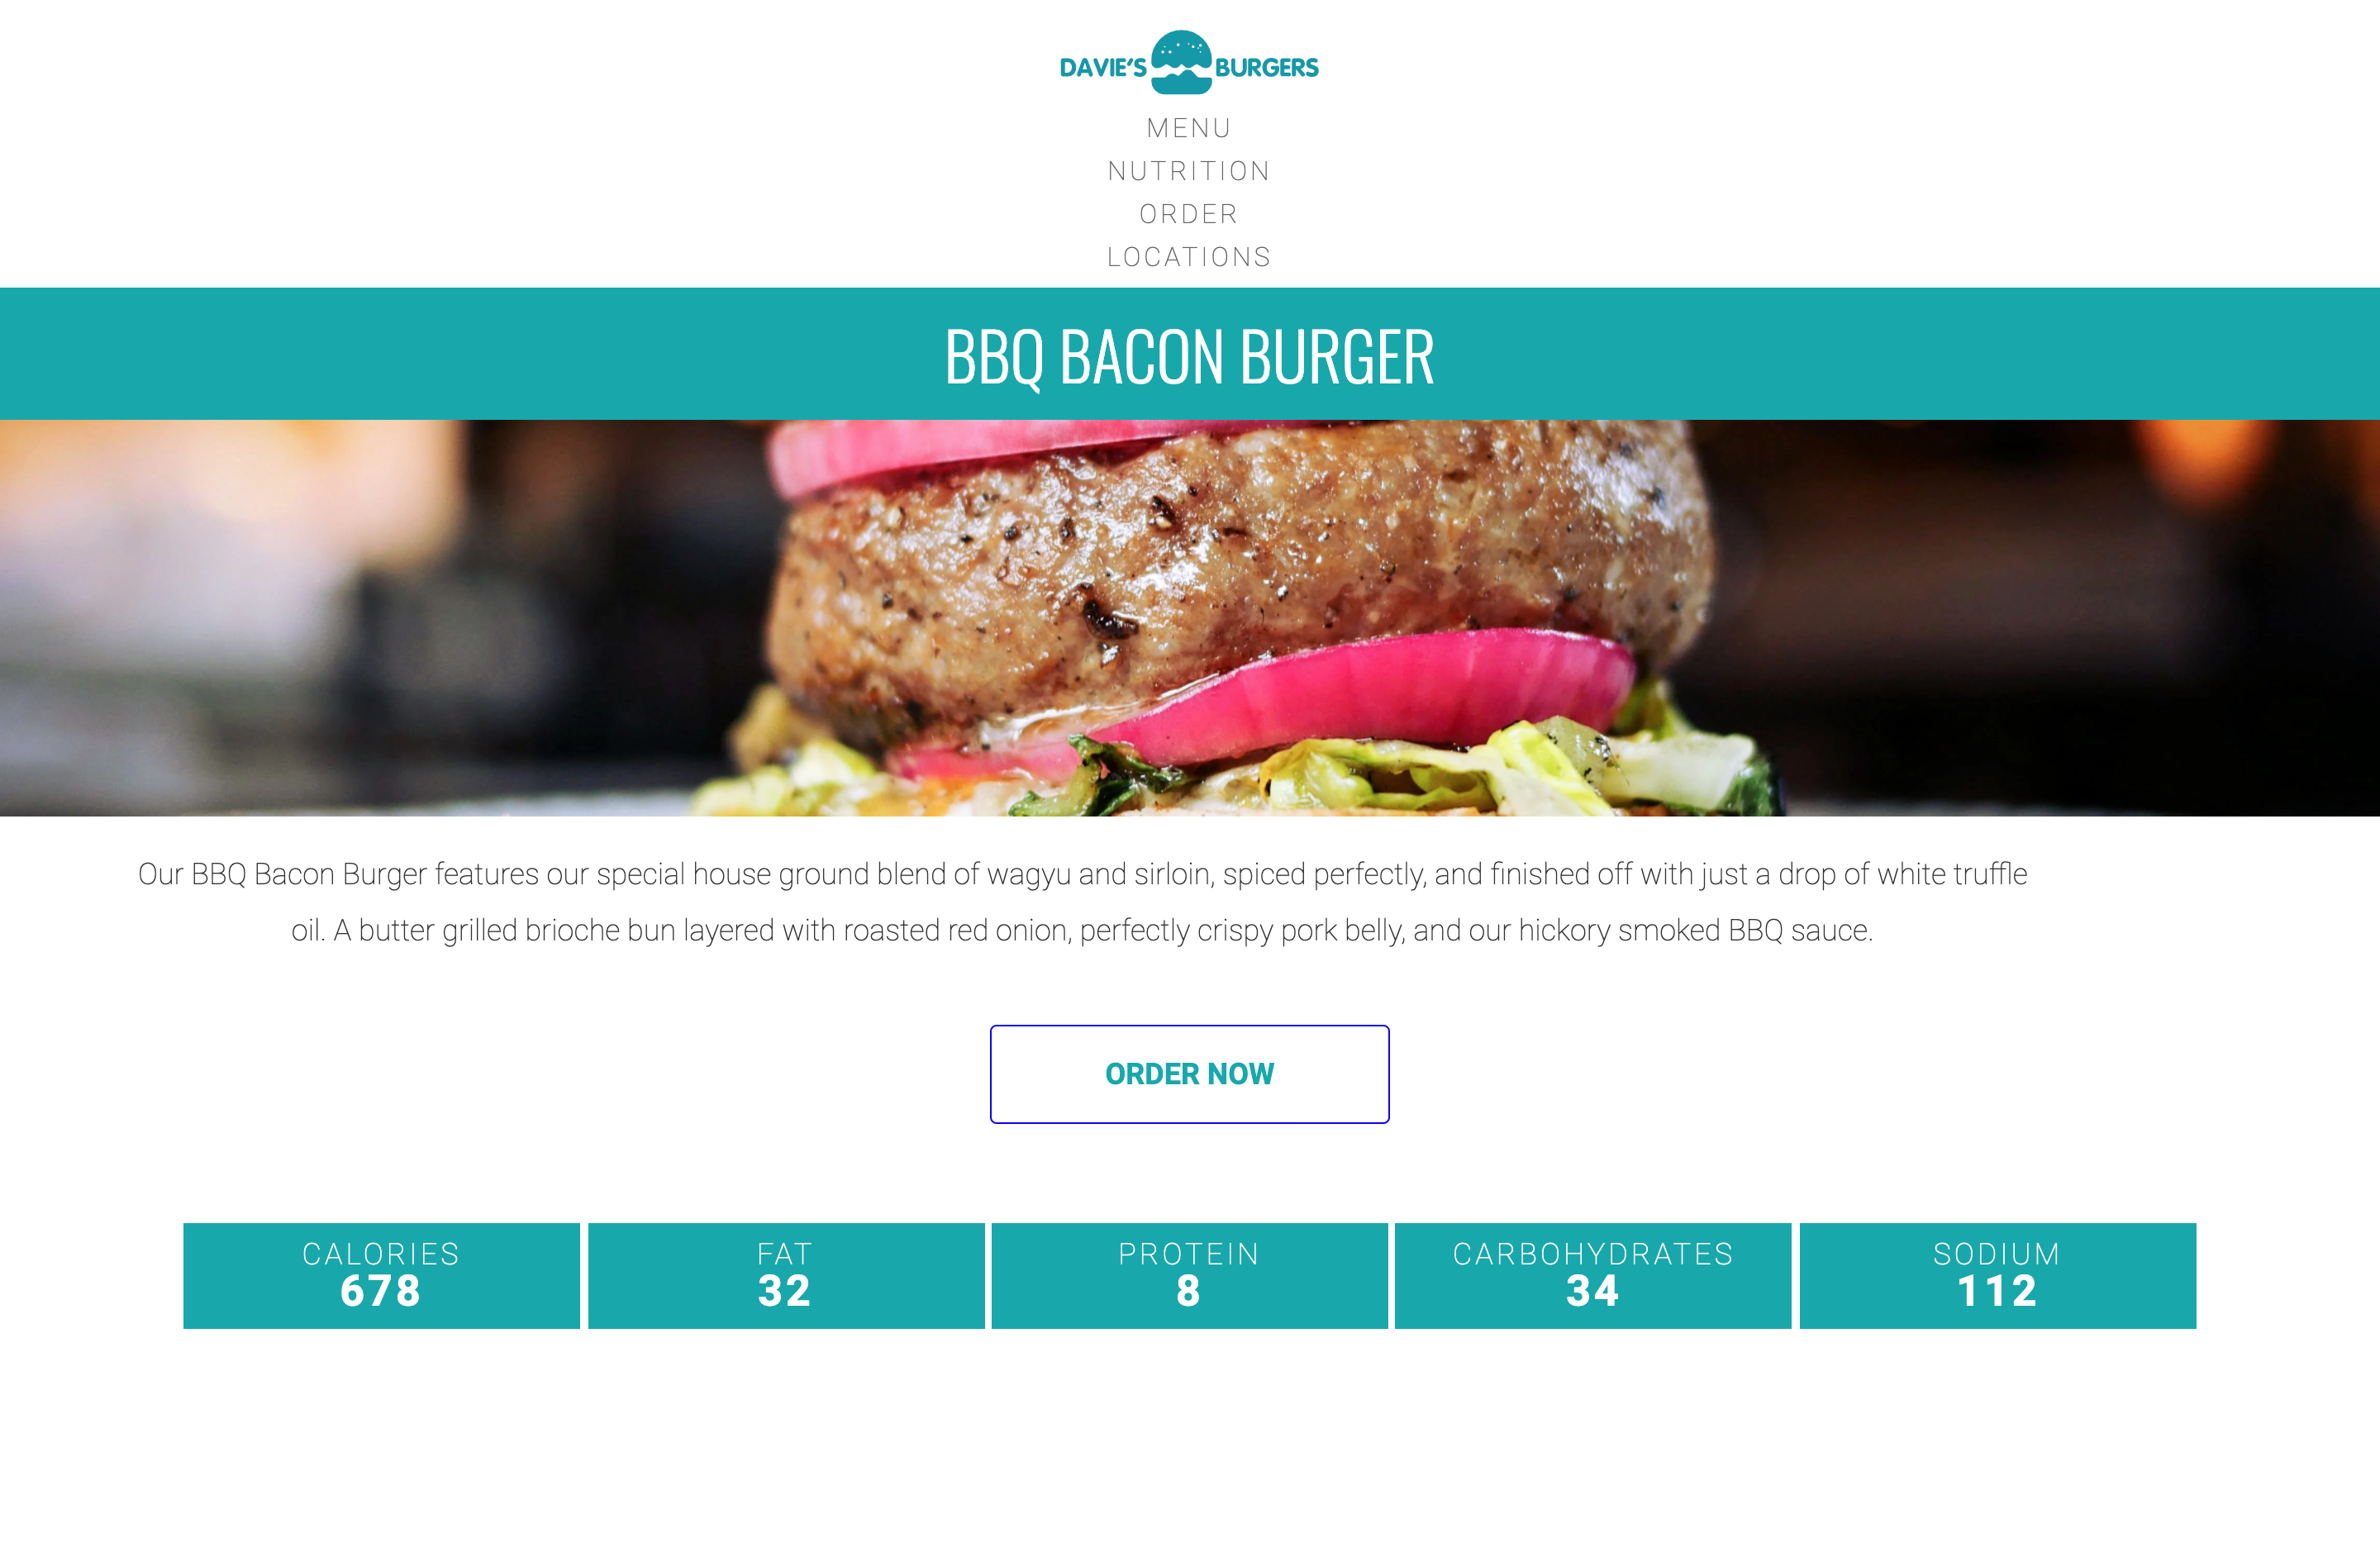 DAVIE'S BURGERS
MENU
NUTRITION
ORDER
LOCATIONS
BBQ BACON BURGER
Our BBQ Bacon Burger features our special house ground blend of wagyu and sirloin, spiced perfectly, and finished off with just a drop of white truffle
oil. A butter grilled brioche bun layered with roasted red onion, perfectly crispy pork belly, and our hickory smoked BBQ sauce.
ORDER NOW
CALORIES
678
FAT
32
PROTEIN
8
CARBOHYDRATES
34
SODIUM
112